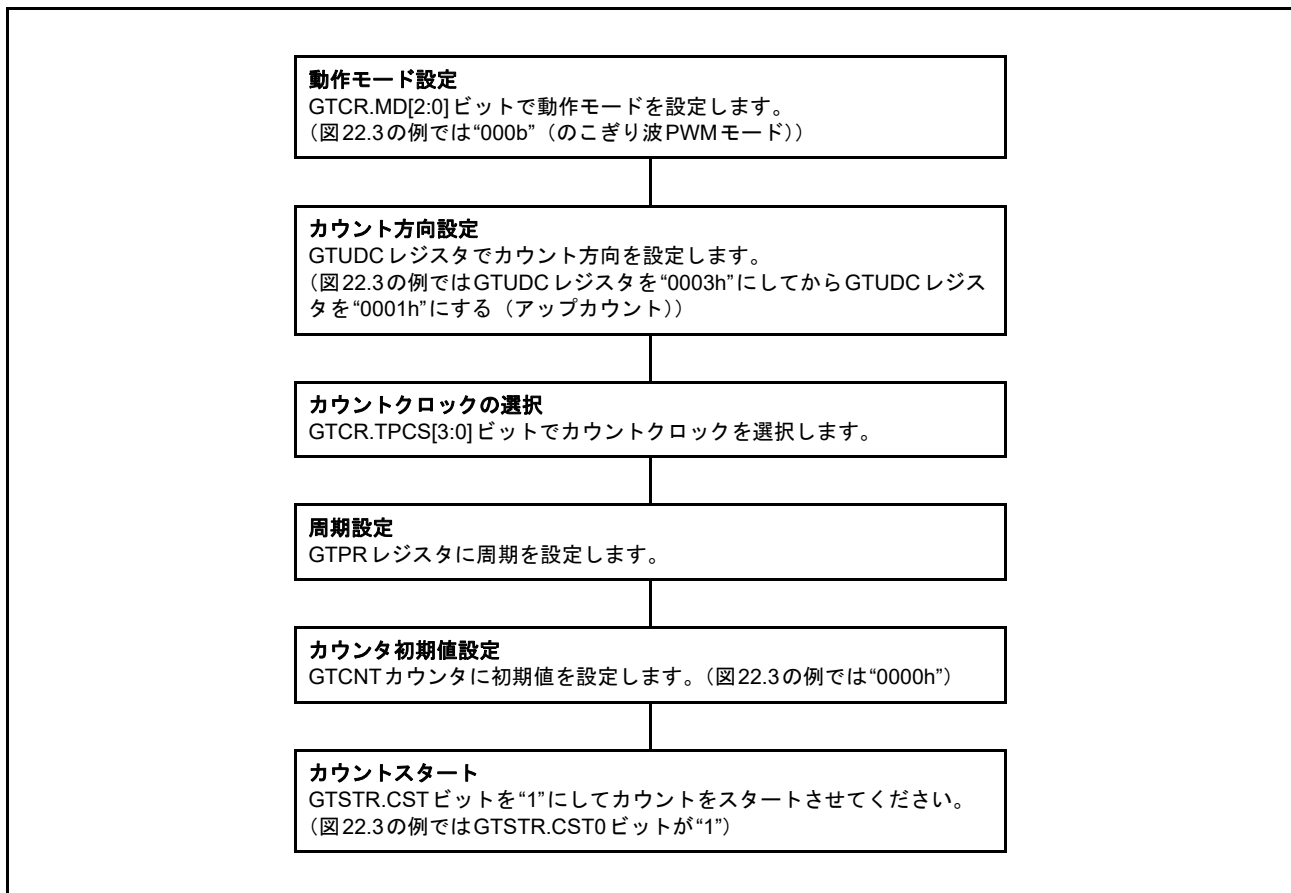 動作モード設定
GTCR.MD[2:0]ビットで動作モードを設定します。
（図22.3の例では“000b”（のこぎり波PWMモード））
カウント方向設定
GTUDCレジスタでカウント方向を設定します。
（図22.3の例ではGTUDCレジスタを“0003h”にしてからGTUDCレジス
タを“0001h”にする（アップカウント））
カウントクロックの選択
GTCR.TPCS[3:0]ビットでカウントクロックを選択します。
周期設定
GTPRレジスタに周期を設定します。
カウンタ初期値設定
GTCNTカウンタに初期値を設定します。（図22.3の例では“0000h”）
カウントスタート
GTSTR.CSTビットを“1”にしてカウントをスタートさせてください。
（図22.3の例ではGTSTR.CST0ビットが“1”）